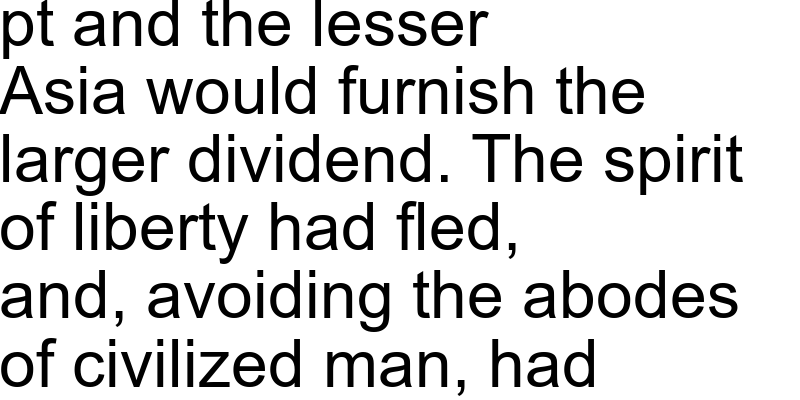 pt and the lesser
Asia would furnish the
larger dividend. The spirit
of liberty had fled,
and, avoiding the abodes
of civilized man, had